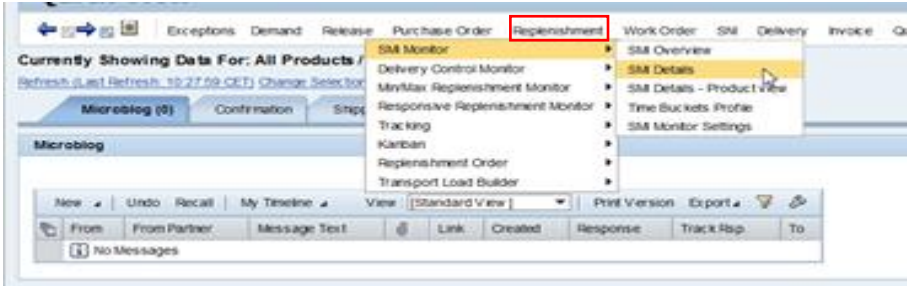 Exceptions Demand Release Purchase Order Replenishment Work Order SNI Delivery Invoice
Currently Showing Data For: All Products /
Refresh (Last Refresh: 10:27:59 CET) Change Selection
SMI Monitor
Delivery Control Monitor
Min/Max Replenishment Monitor
Responsive Replenishment Monitor
Tracking
Kanban
Replenishment Order
Transport Load Builder
SMI Overview
SMI Details
SMI Details - Product View
Time Buckets Profile
SMI Monitor Settings
Microblog (0) Confirmation
Microblog
New Undo Recall My Timeline View: [Standard View] Print Version Export
From From Partner Message Text Link Created Response Track Rsp. To
No Messages